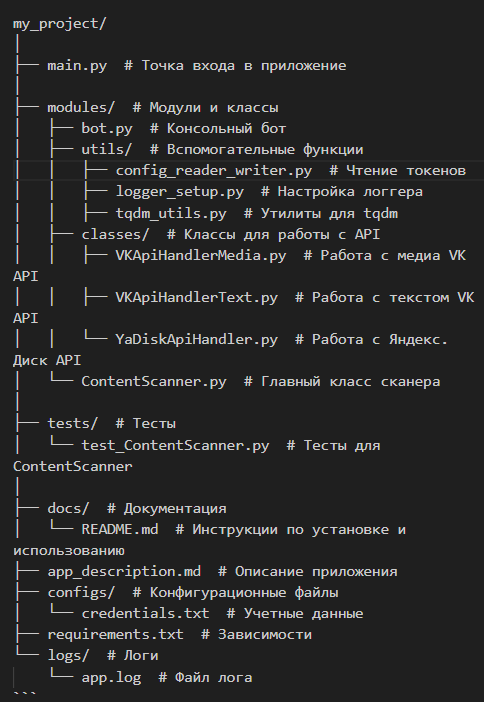 my_project/
│
├── main.py  # Точка входа в приложение
│
├── modules/  # Модули и классы
│   ├── bot.py  # Консольный бот
│   ├── utils/  # Вспомогательные функции
│   │   ├── config_reader_writer.py  # Чтение токенов
│   │   ├── logger_setup.py  # Настройка логгера
│   │   ├── tqdm_utils.py  # Утилиты для tqdm
│   ├── classes/  # Классы для работы с API
│   │   ├── VKApiHandlerMedia.py  # Работа с медиа VK
API
│   │   ├── VKApiHandlerText.py  # Работа с текстом VK
API
│   │   └── YaDiskApiHandler.py  # Работа с Яндекс.
Диск API
│   └── ContentScanner.py  # Главный класс сканера
│
├── tests/  # Тесты
│   └── test_ContentScanner.py  # Тесты для
ContentScanner
│
├── docs/  # Документация
│   └── README.md  # Инструкции по установке и
использованию
├── app_description.md  # Описание приложения
├── configs/  # Конфигурационные файлы
│   └── credentials.txt  # Учетные данные
├── requirements.txt  # Зависимости
└── logs/  # Логи
    └── app.log  # Файл лога
```